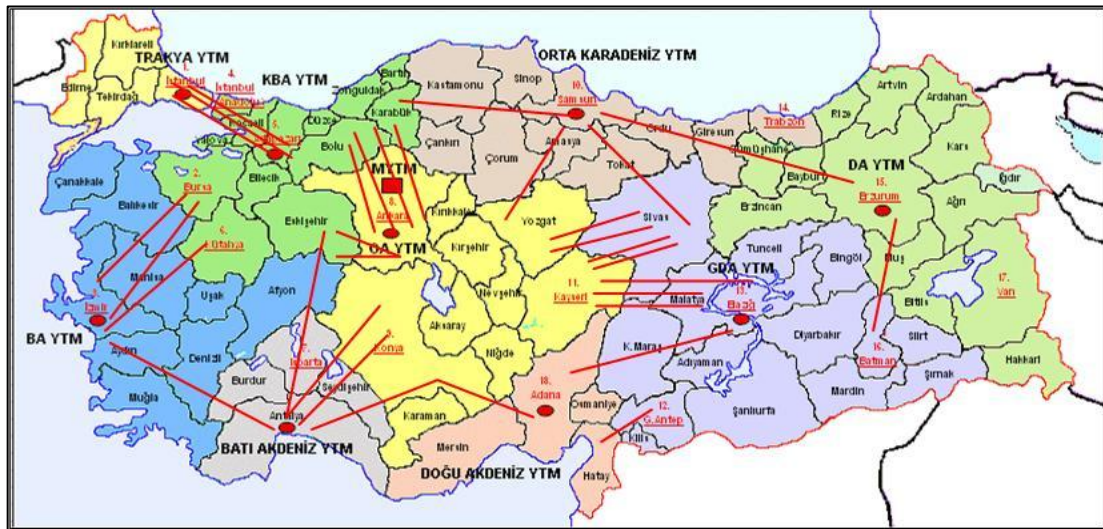 Kırklareli
TRAKYA YTM
Edirne
Tekirdağ
1.
İstanbul
4.
İstanbul
Anadolu
KBA YTM
Bartın
Zonguldak
Karabük
Kastamonu
Sinop
ORTA KARADENİZ YTM
10.
Samsun
14.
Trabzon
Artvin
Ardahan
Rize
Kars
Kocaeli
Yalova
5.
Düzce
Bolu
Çankırı
Çorum
Amasya
Tokat
Ordu
Giresun
Gümüşhane
Bayburt
DA YTM
15.
Erzurum
Iğdır
Ağrı
Çanakkale
Balıkesir
2.
Bursa
Bilecik
6.
Kütahya
Eskişehir
MYTM
8.
Ankara
OA YTM
Kırıkkale
Yozgat
Kırşehir
Sivas
Erzincan
Tunceli
Bingöl
Muş
Bitlis
17.
Van
Manisa
3.
İzmir
BA YTM
Uşak
Afyon
Aydın
Denizli
Muğla
7.
Isparta
Burdur
Seydişehir
9.
Konya
Aksaray
Nevşehir
Niğde
11.
Kayseri
GDA YTM
13.
Elazığ
Malatya
K.Maraş
Adıyaman
Diyarbakır
16.
Batman
Siirt
Şırnak
Hakkari
Mardin
Şanlıurfa
Antalya
BATI AKDENİZ YTM
Karaman
Mersin
DOĞU AKDENİZ YTM
18.
Adana
Osmaniye
12.
G.Antep
Kilis
Hatay